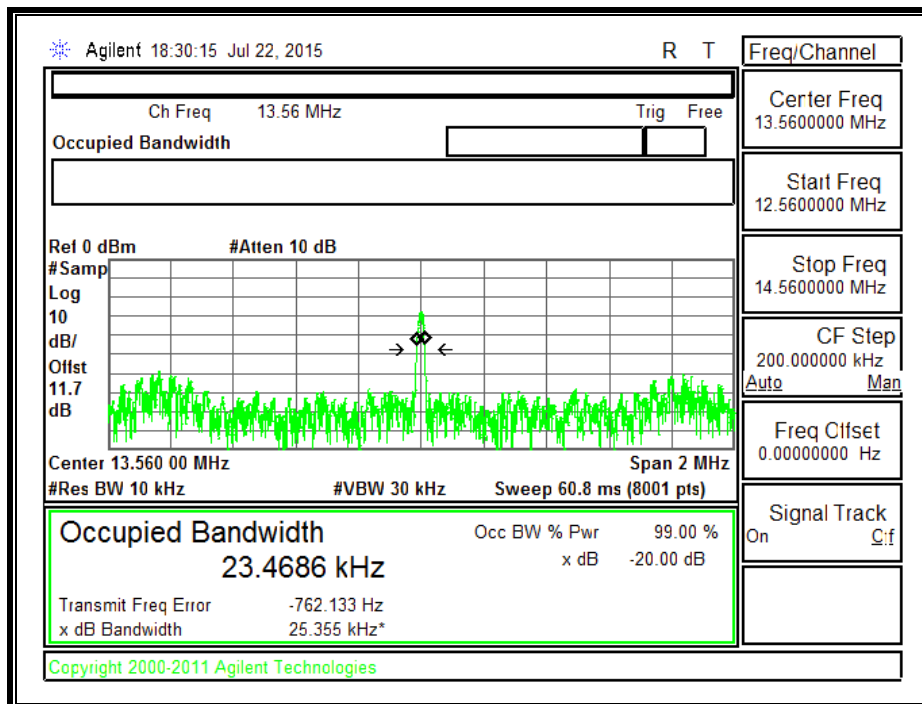 Agilent 18:30:15 Jul 22, 2015 R T
Ch Freq 13.56 MHz Trig Free
Occupied Bandwidth
Ref 0 dBm #Atten 10 dB
#Samp
Log
10
dB/
Offst
11.7
dB
Center 13.560 00 MHz Span 2 MHz
#Res BW 10 kHz #VBW 30 kHz Sweep 60.8 ms (8001 pts)
Occupied Bandwidth
23.4686 kHz
Occ BW % Pwr 99.00 %
x dB -20.00 dB
Transmit Freq Error -762.133 Hz
x dB Bandwidth 25.355 kHz*
Copyright 2000-2011 Agilent Technologies
Freq/Channel
Center Freq
13.5600000 MHz
Start Freq
12.5600000 MHz
Stop Freq
14.5600000 MHz
CF Step
200.000000 kHz
Auto Man
Freq Offset
0.00000000 Hz
Signal Track
On Off